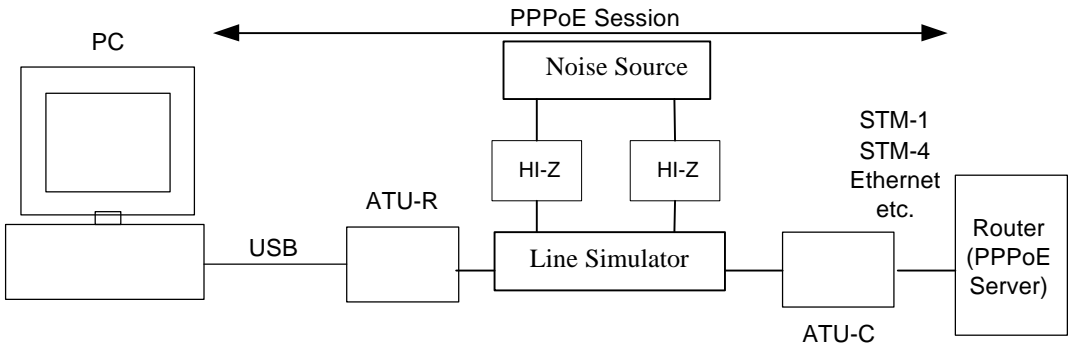 PPPoE Session
PC
Noise Source
STM-1
STM-4
Ethernet
etc.
HI-Z
HI-Z
ATU-R
Router
(PPPoE
Server)
USB
Line Simulator
ATU-C